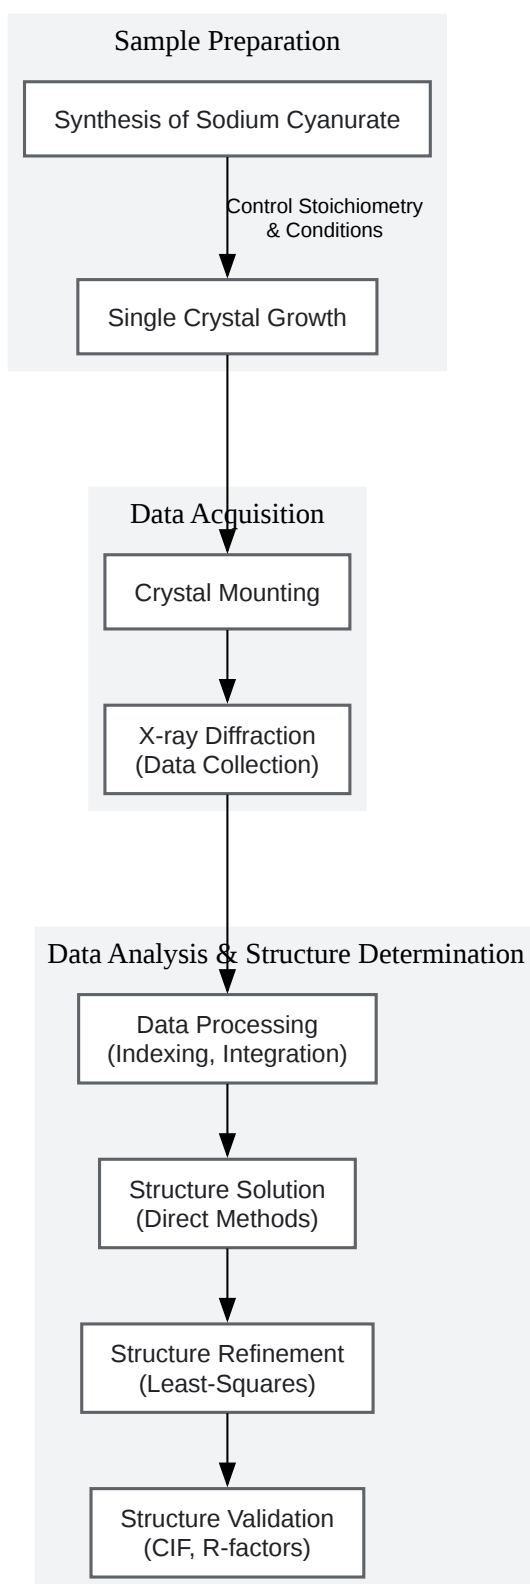 Sample Preparation
Synthesis of Sodium Cyanurate
Control Stoichiometry
& Conditions
Single Crystal Growth
Data Acquisition
Crystal Mounting
X-ray Diffraction
(Data Collection)
Data Analysis & Structure Determination
Data Processing
(Indexing, Integration)
Structure Solution
(Direct Methods)
Structure Refinement
(Least-Squares)
Structure Validation
(CIF, R-factors)